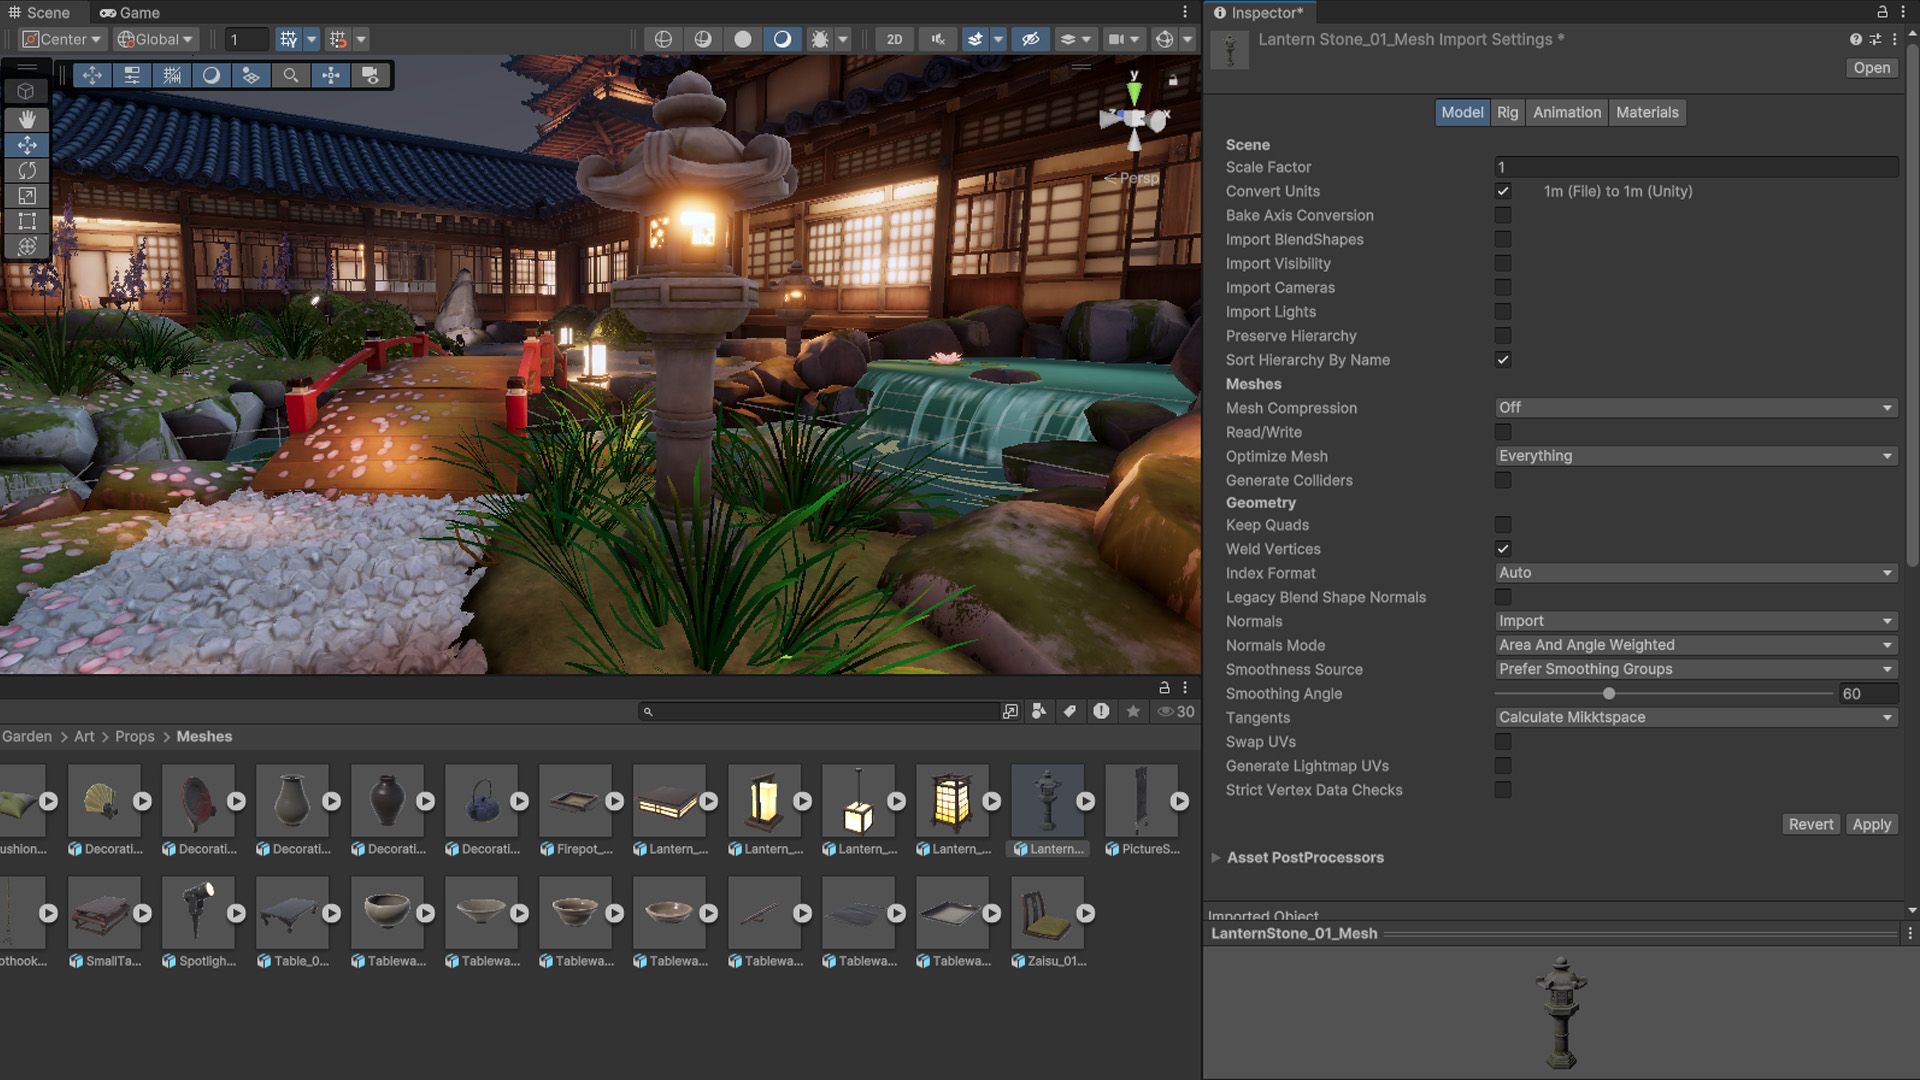 Scene
Game
Center
Global
1
2D
y
z
x
Persp
30
Garden > Art > Props > Meshes
ushion...
Decorati...
Decorati...
Decorati...
Decorati...
Decorati...
Firepot_...
Lantern_...
Lantern_...
Lantern_...
Lantern_...
Lantern...
PictureS...
othook...
SmallTa...
Spotligh...
Table_0...
Tablewa...
Tablewa...
Tablewa...
Tablewa...
Tablewa...
Tablewa...
Tablewa...
Zaisu_01...
Inspector*
Lantern Stone_01_Mesh Import Settings *
Open
Model
Rig
Animation
Materials
Scene
Scale Factor
1
Convert Units
1m (File) to 1m (Unity)
Bake Axis Conversion
Import BlendShapes
Import Visibility
Import Cameras
Import Lights
Preserve Hierarchy
Sort Hierarchy By Name
Meshes
Mesh Compression
Off
Read/Write
Optimize Mesh
Everything
Generate Colliders
Geometry
Keep Quads
Weld Vertices
Index Format
Auto
Legacy Blend Shape Normals
Normals
Import
Normals Mode
Area And Angle Weighted
Smoothness Source
Prefer Smoothing Groups
Smoothing Angle
60
Tangents
Calculate Mikktspace
Swap UVs
Generate Lightmap UVs
Strict Vertex Data Checks
Revert
Apply
Asset PostProcessors
Imported Object
LanternStone_01_Mesh